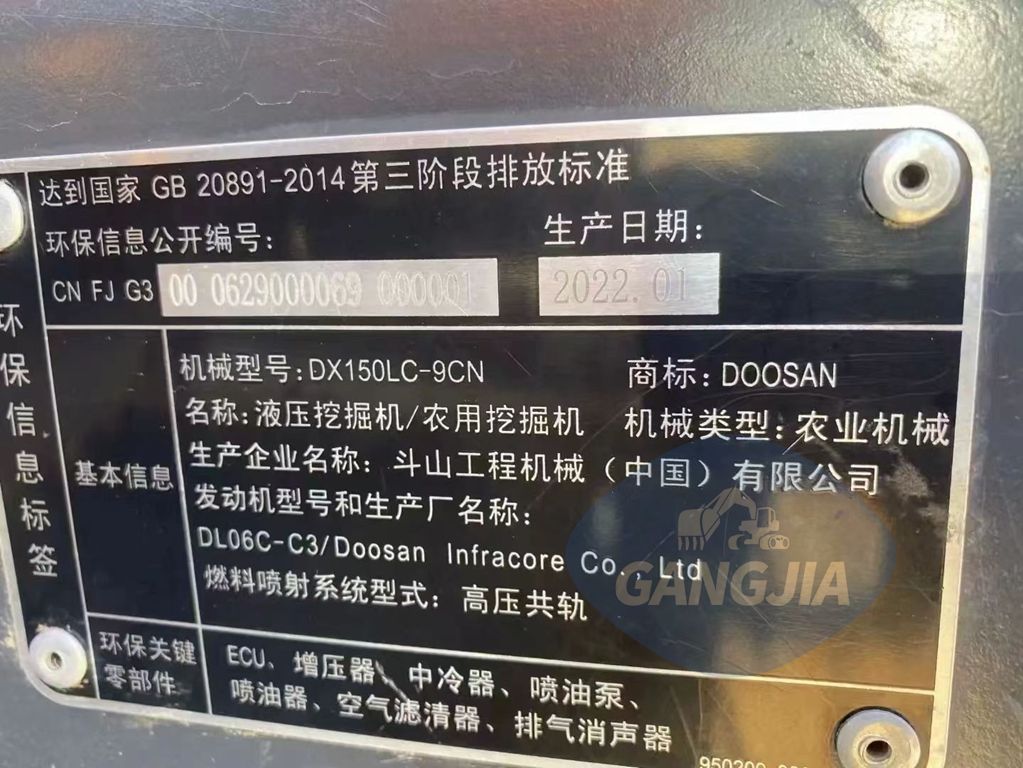 达到国家 GB 20891-2014第三阶段排放标准
环保信息公开编号:
生产日期:
CN FJ G3 00 0629000069 000001
2022.01
环保信息标签
基本信息
机械型号: DX150LC-9CN
商标: DOOSAN
名称: 液压挖掘机/农用挖掘机
机械类型: 农业机械
生产企业名称: 斗山工程机械（中国）有限公司
发动机型号和生产厂名称:
DL06C-C3/Doosan Infracore Co., Ltd
燃料喷射系统型式: 高压共轨
GANGJIA
环保关键
零部件
ECU、增压器、中冷器、喷油泵、
喷油器、空气滤清器、排气消声器